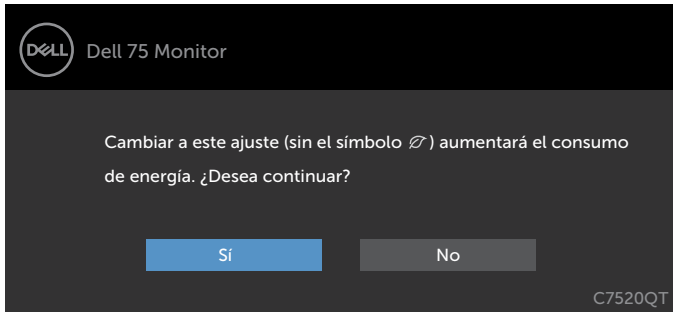 DELL
Dell 75 Monitor
Cambiar a este ajuste (sin el símbolo ) aumentará el consumo
de energía. ¿Desea continuar?
Sí
No
C7520QT